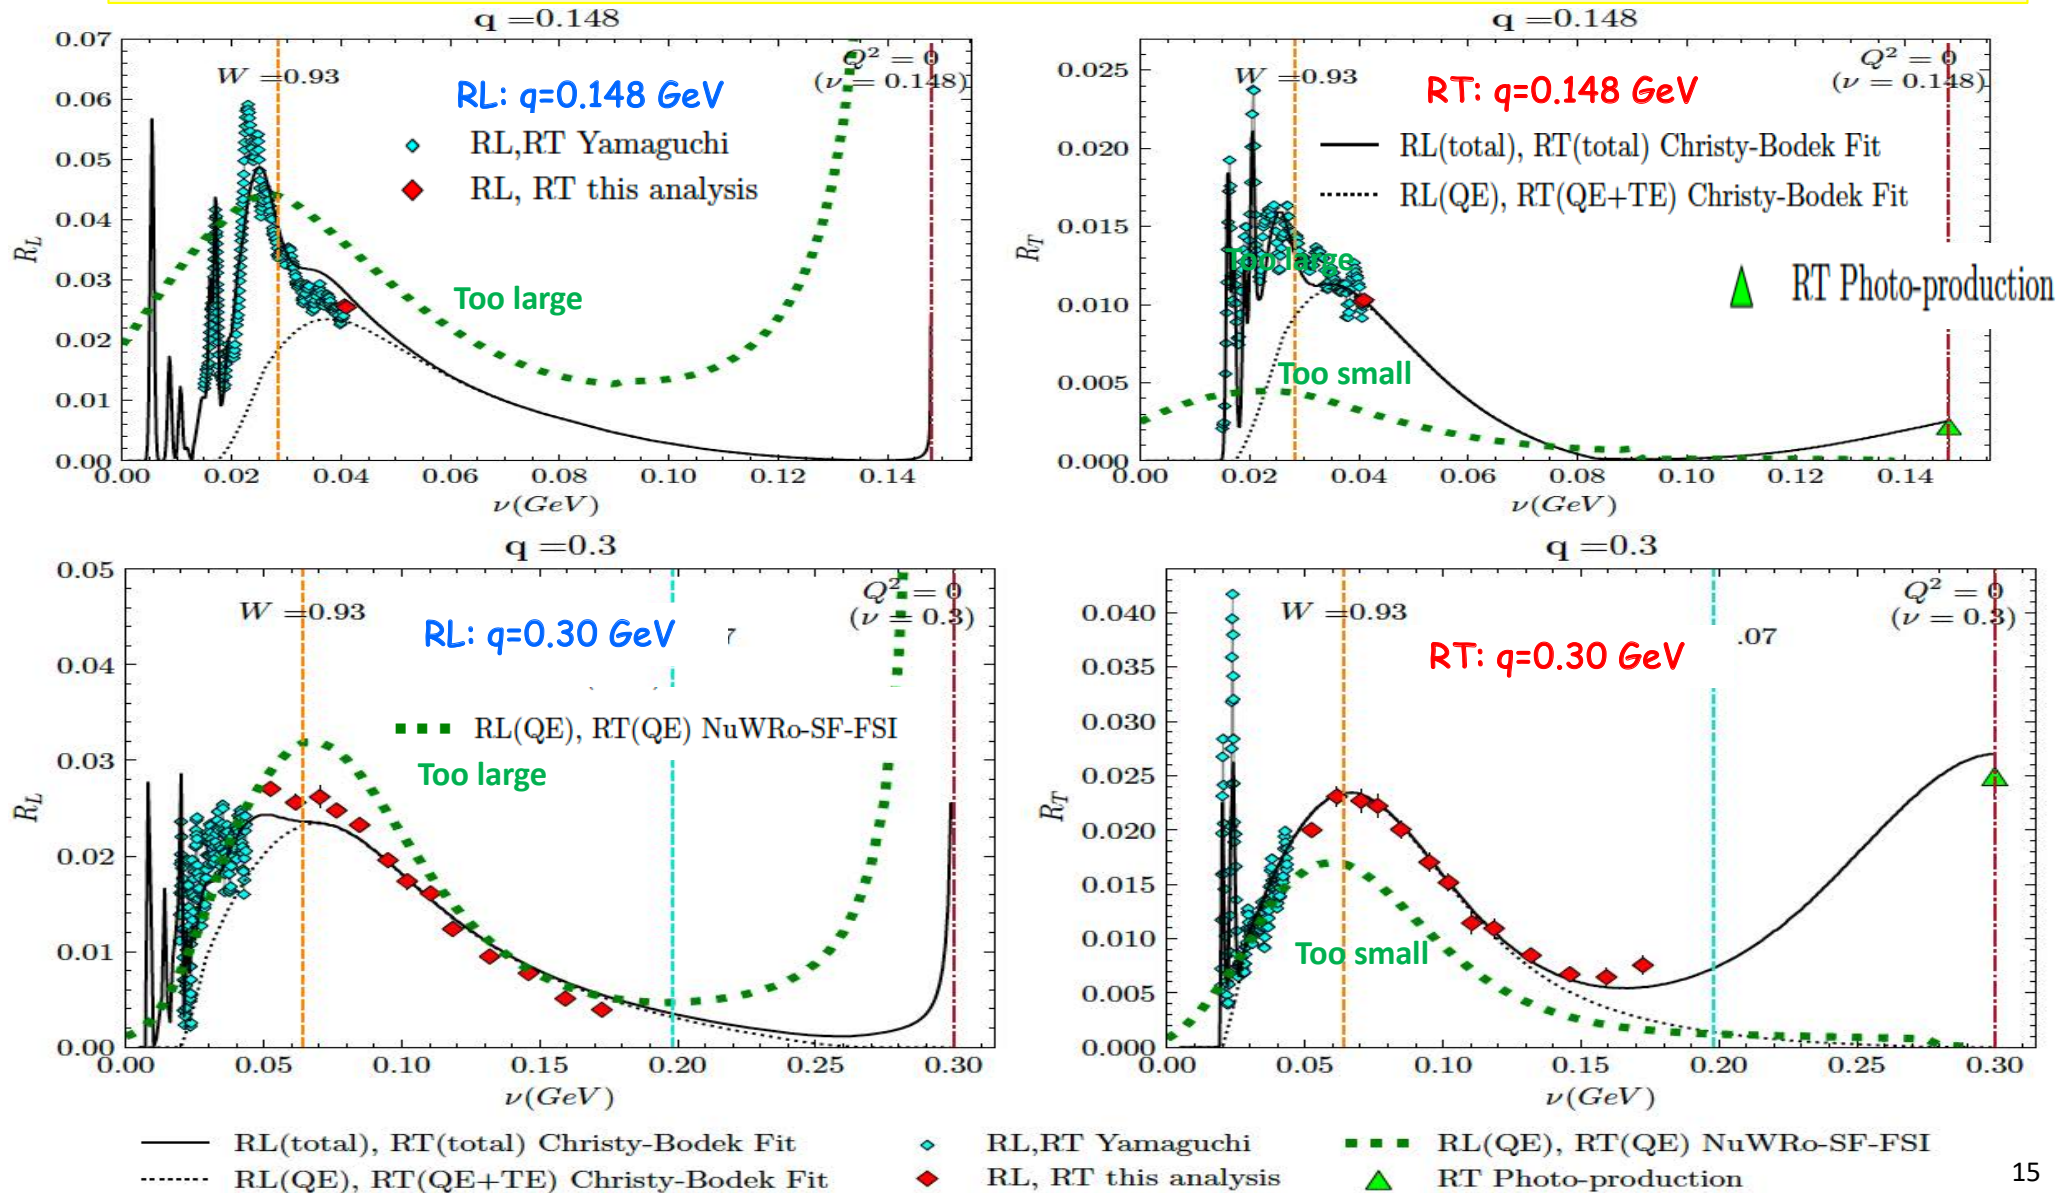 q =0.148
0.07
0.06
0.05
0.04
0.03
0.02
0.01
0.00
R_L
W =0.93
RL: q=0.148 GeV
Q² = 0
(ν = 0.148)
RL,RT Yamaguchi
RL, RT this analysis
Too large
0.00 0.02 0.04 0.06 0.08 0.10 0.12 0.14
ν(GeV)
q =0.148
0.025
0.020
0.015
0.010
0.005
0.000
R_T
W =0.93
RT: q=0.148 GeV
Q² = 0
(ν = 0.148)
RL(total), RT(total) Christy-Bodek Fit
RL(QE), RT(QE+TE) Christy-Bodek Fit
Too large
RT Photo-production
Too small
0.00 0.02 0.04 0.06 0.08 0.10 0.12 0.14
ν(GeV)
q =0.3
0.05
0.04
0.03
0.02
0.01
0.00
R_L
W =0.93
RL: q=0.30 GeV
7
Q² = 0
(ν = 0.3)
RL(QE), RT(QE) NuWRo-SF-FSI
Too large
0.00 0.05 0.10 0.15 0.20 0.25 0.30
ν(GeV)
q =0.3
0.040
0.035
0.030
0.025
0.020
0.015
0.010
0.005
0.000
R_T
W =0.93
RT: q=0.30 GeV
.07
Q² = 0
(ν = 0.3)
Too small
0.00 0.05 0.10 0.15 0.20 0.25 0.30
ν(GeV)
RL(total), RT(total) Christy-Bodek Fit
RL(QE), RT(QE+TE) Christy-Bodek Fit
RL,RT Yamaguchi
RL, RT this analysis
RL(QE), RT(QE) NuWRo-SF-FSI
RT Photo-production
15